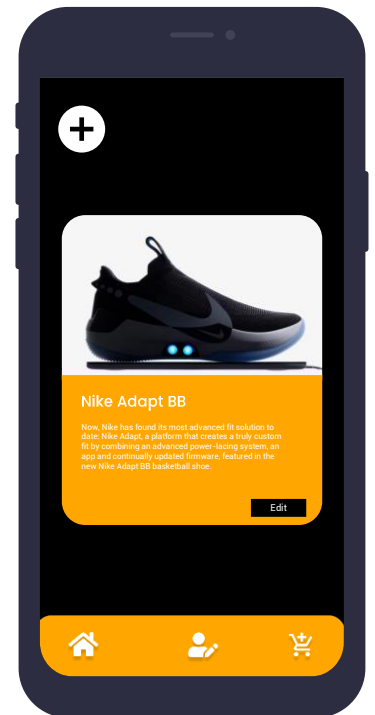 Nike Adapt BB
Now, Nike has found its most advanced fit solution to
date: Nike Adapt, a platform that creates a truly custom
fit by combining an advanced power-lacing system, an
app and continually updated firmware, featured in the
new Nike Adapt BB basketball shoe.
Edit